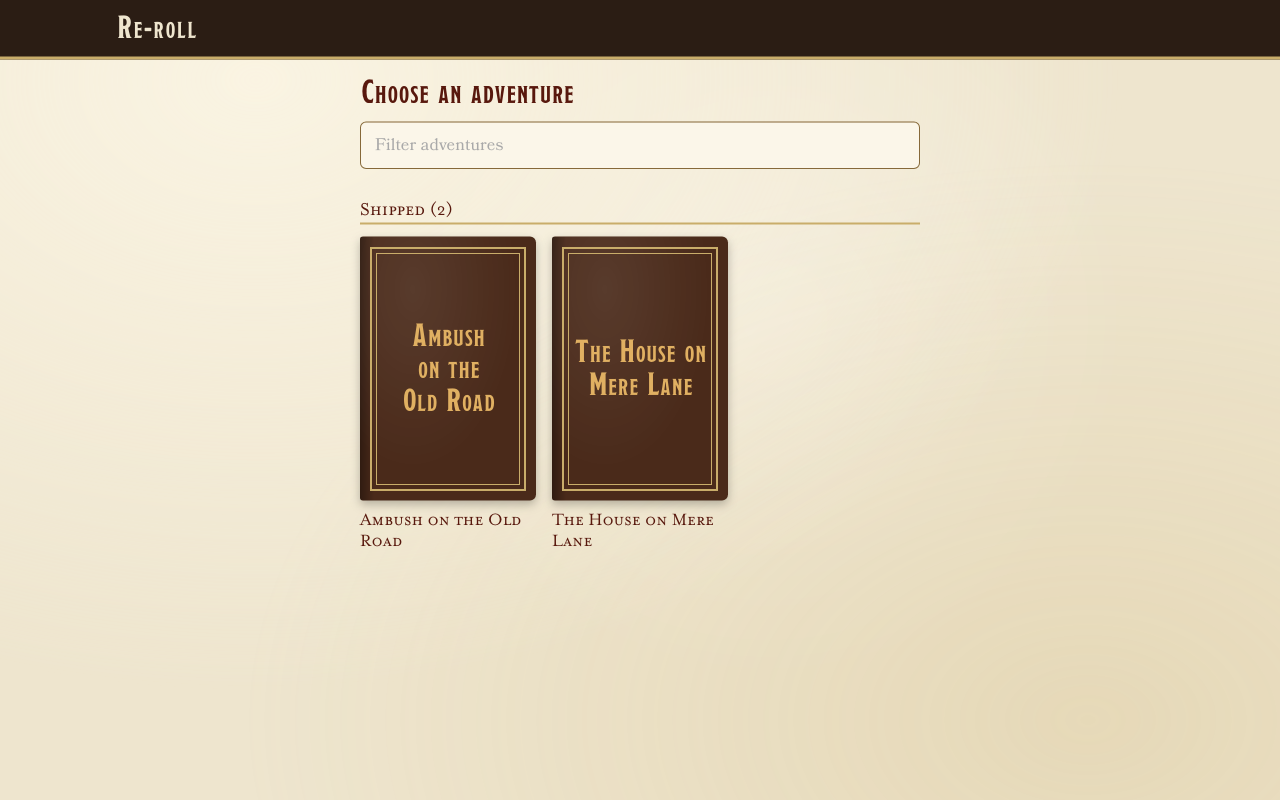 Re-roll
Choose an adventure
Filter adventures
Shipped (2)
Ambush
on the
Old Road
The House on
Mere Lane
Ambush on the Old
Road
The House on Mere
Lane